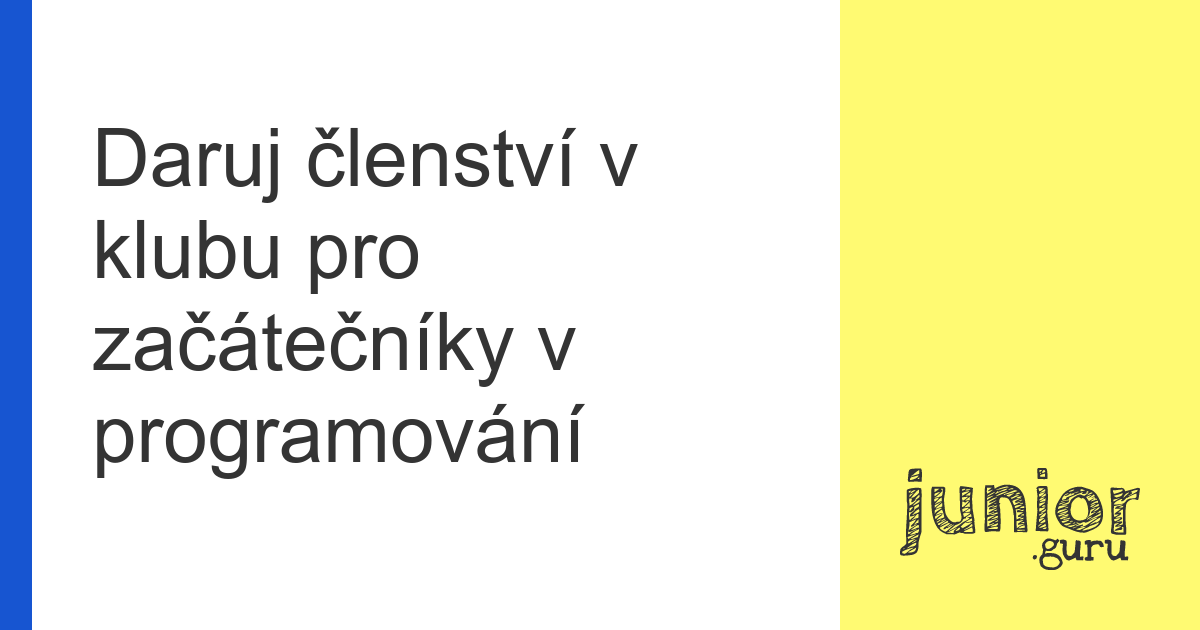 Daruj členství v
klubu pro
začátečníky v
programování
junior
.guru